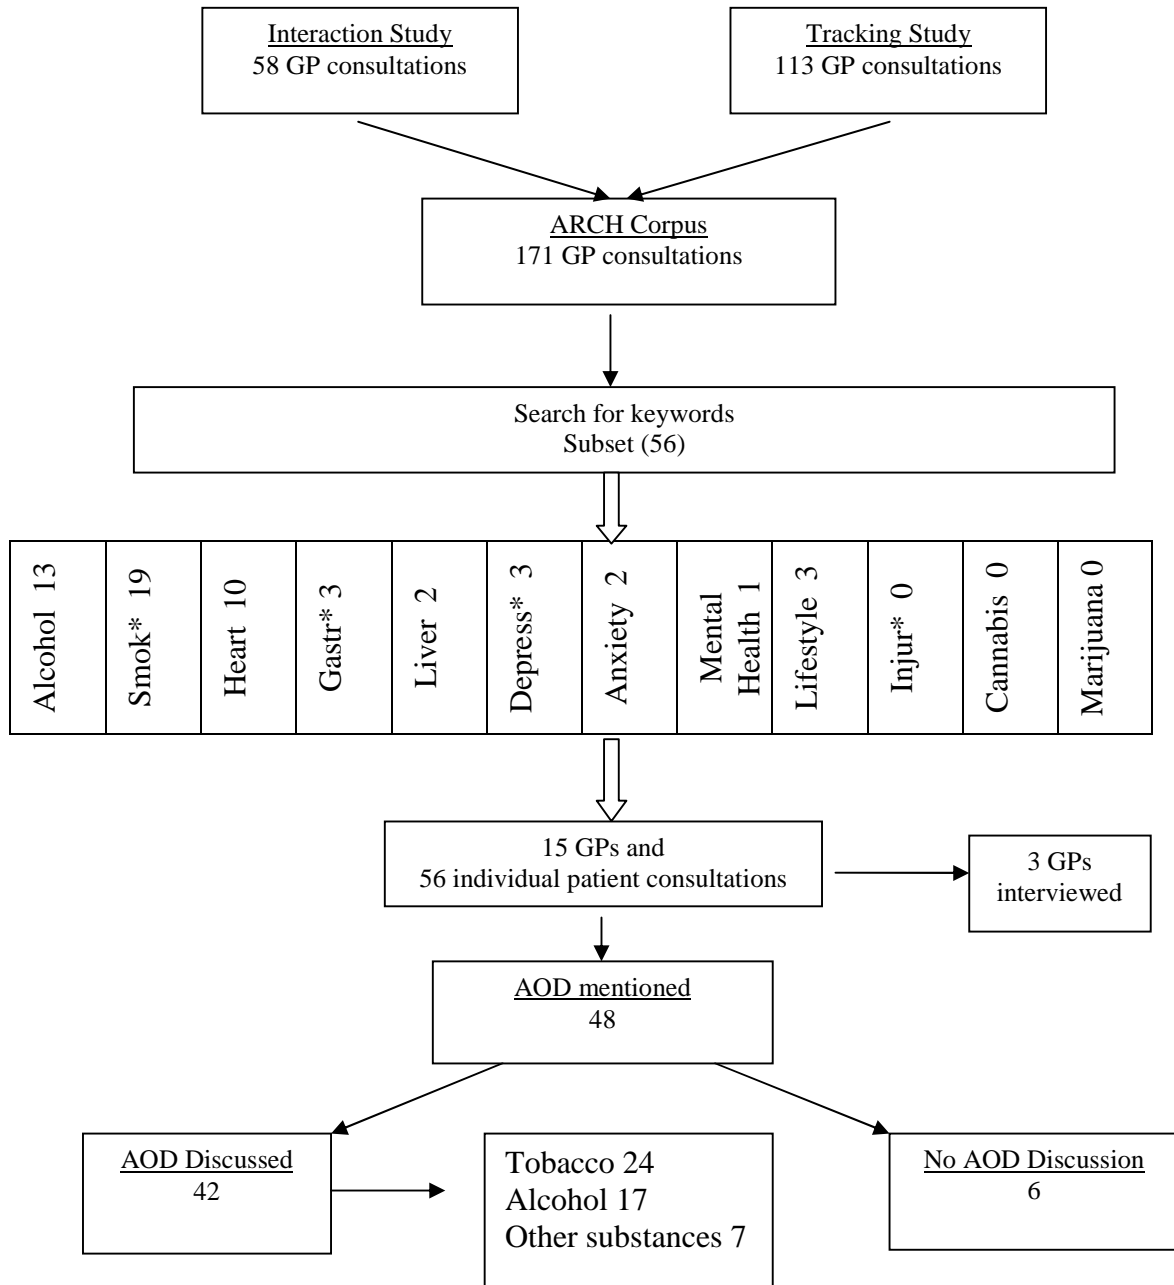 Interaction Study
58 GP consultations
Tracking Study
113 GP consultations
ARCH Corpus
171 GP consultations
Search for keywords
Subset (56)
Alcohol 13
Smok* 19
Heart 10
Gastr* 3
Liver 2
Depress* 3
Anxiety 2
Mental
Health 1
Lifestyle 3
Injur* 0
Cannabis 0
Marijuana 0
15 GPs and
56 individual patient consultations
3 GPs
interviewed
AOD mentioned
48
AOD Discussed
42
Tobacco 24
Alcohol 17
Other substances 7
No AOD Discussion
6